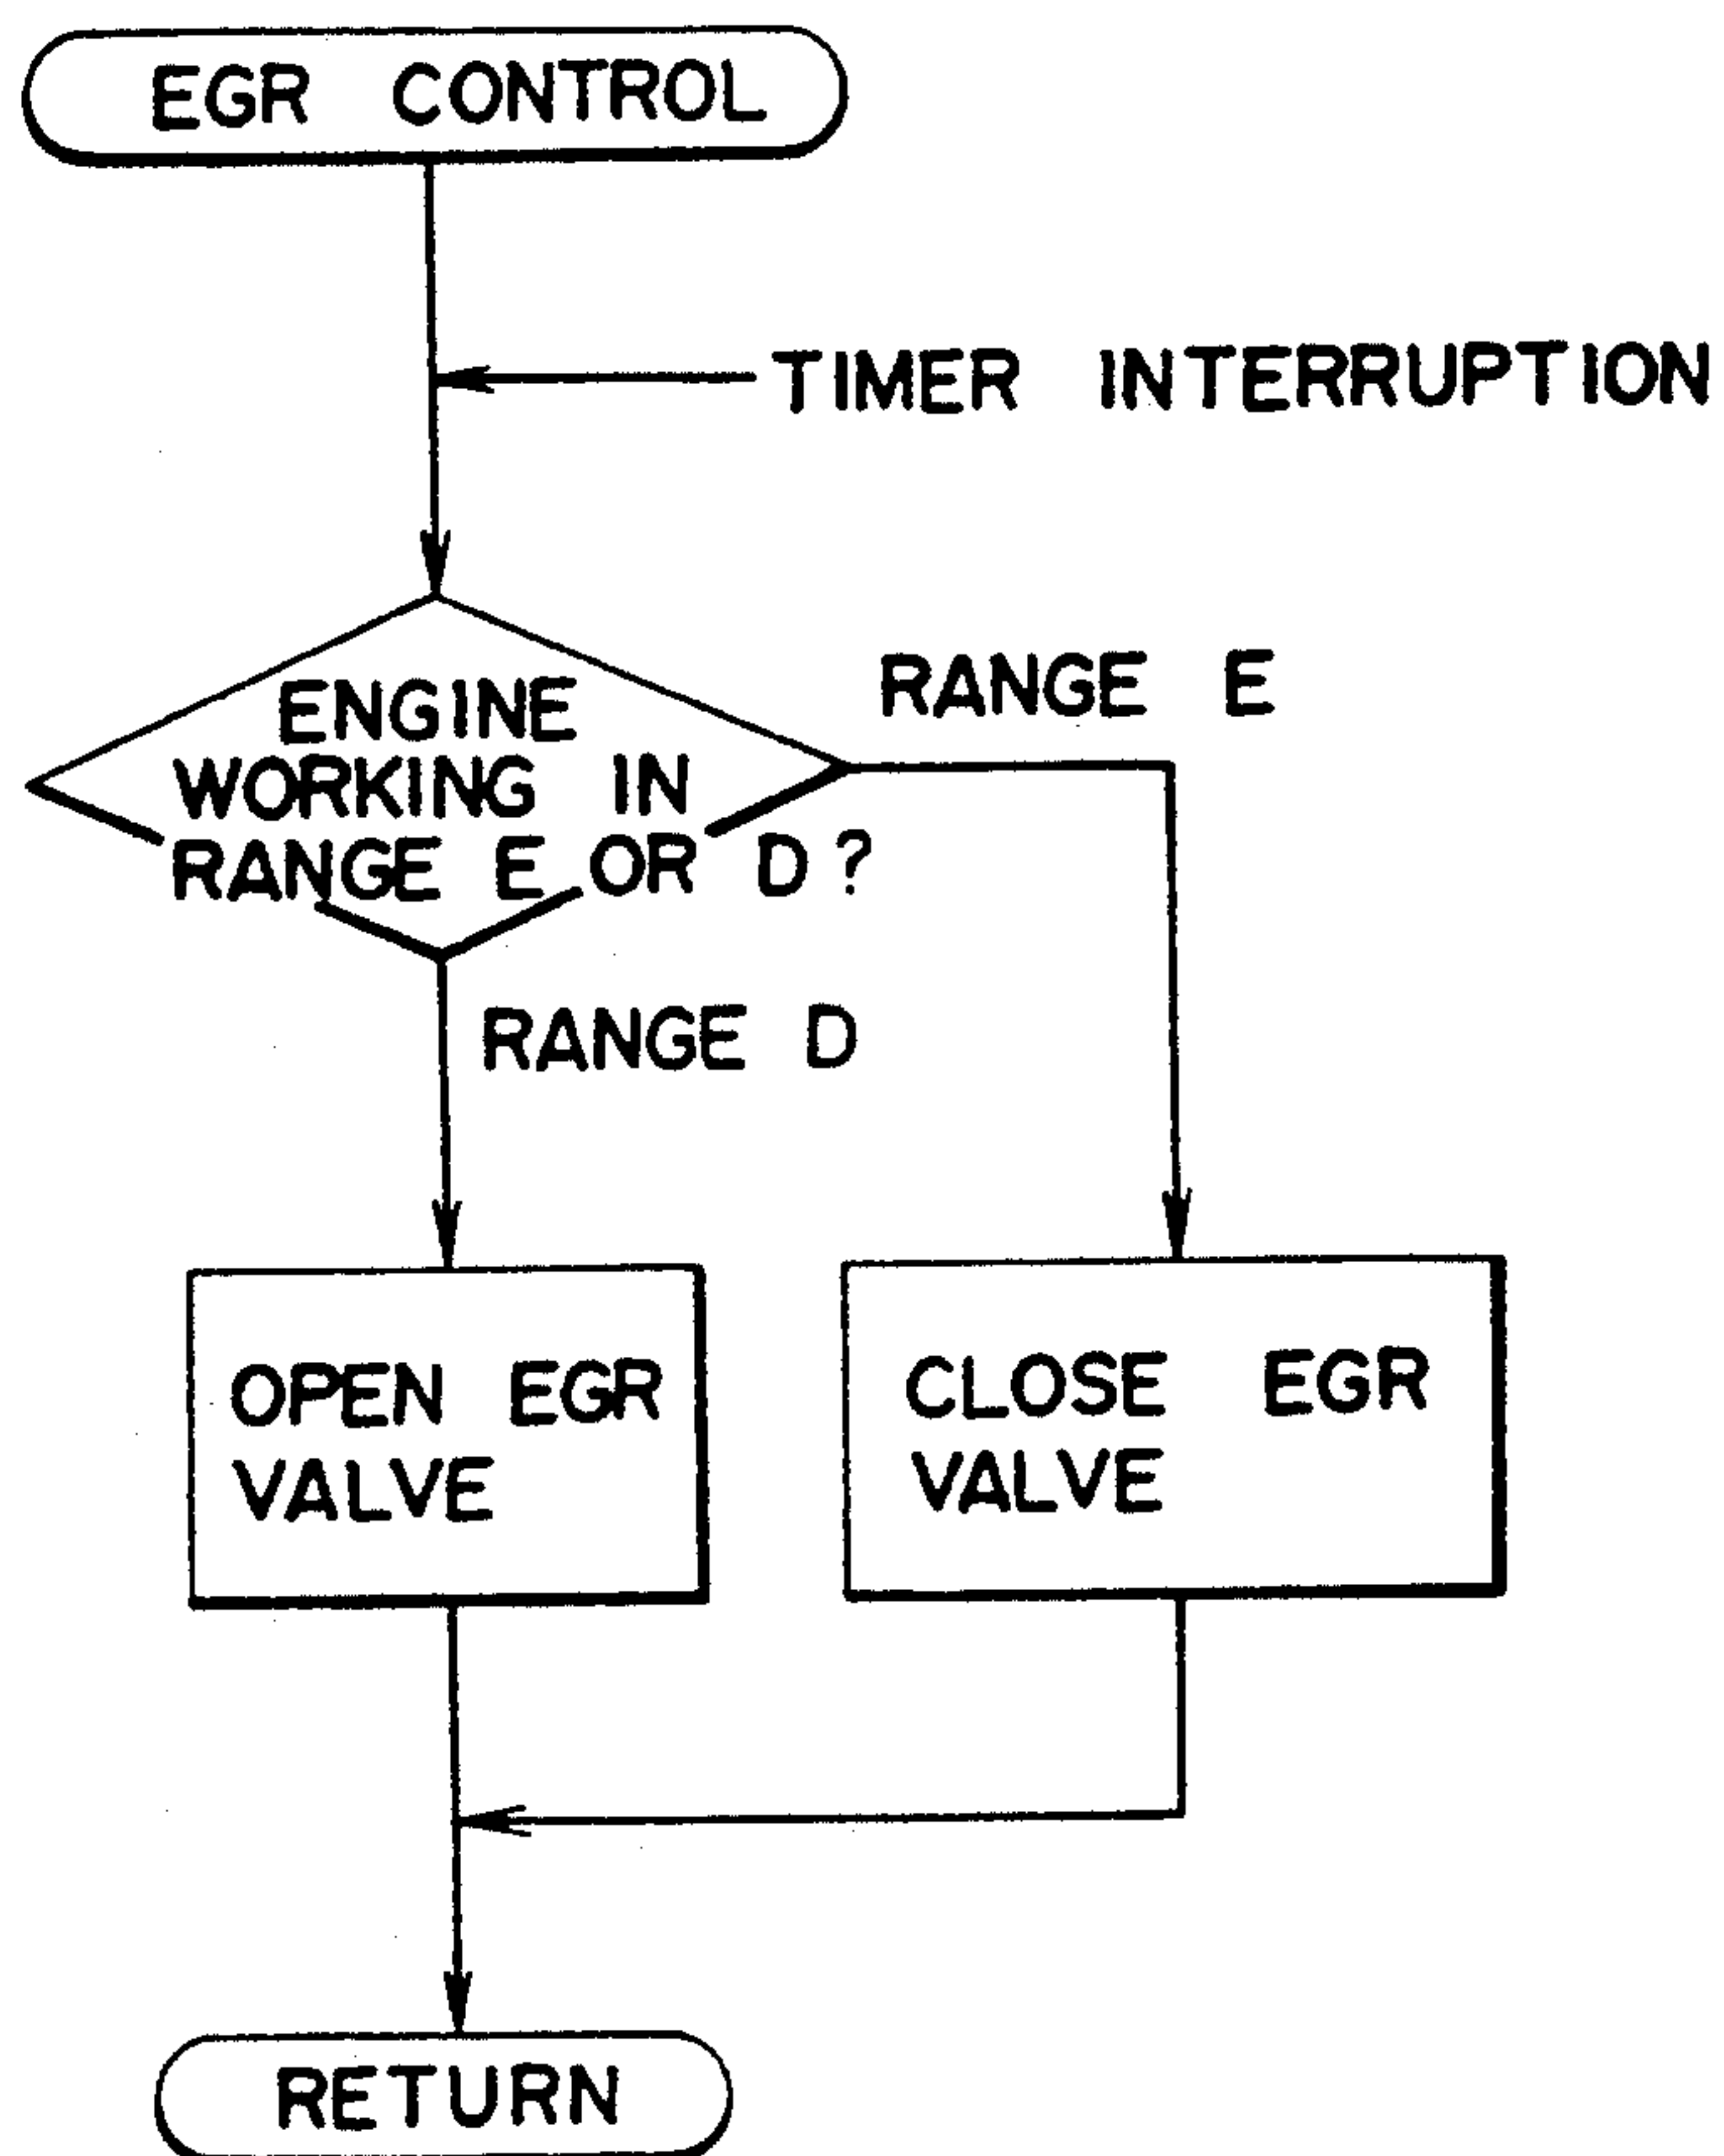 EGR CONTROL
TIMER INTERRUPTION
RANGE E
ENGINE
WORKING IN
RANGE E OR D?
RANGE D
OPEN EGR
VALVE
CLOSE EGR
VALVE
RETURN